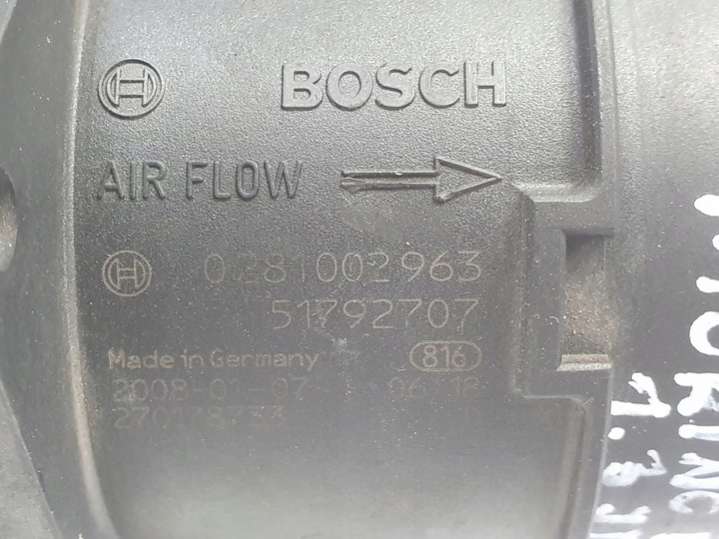 BOSCH
AIR FLOW
0281002963
51792707
Made in Germany 816
2008-01-07